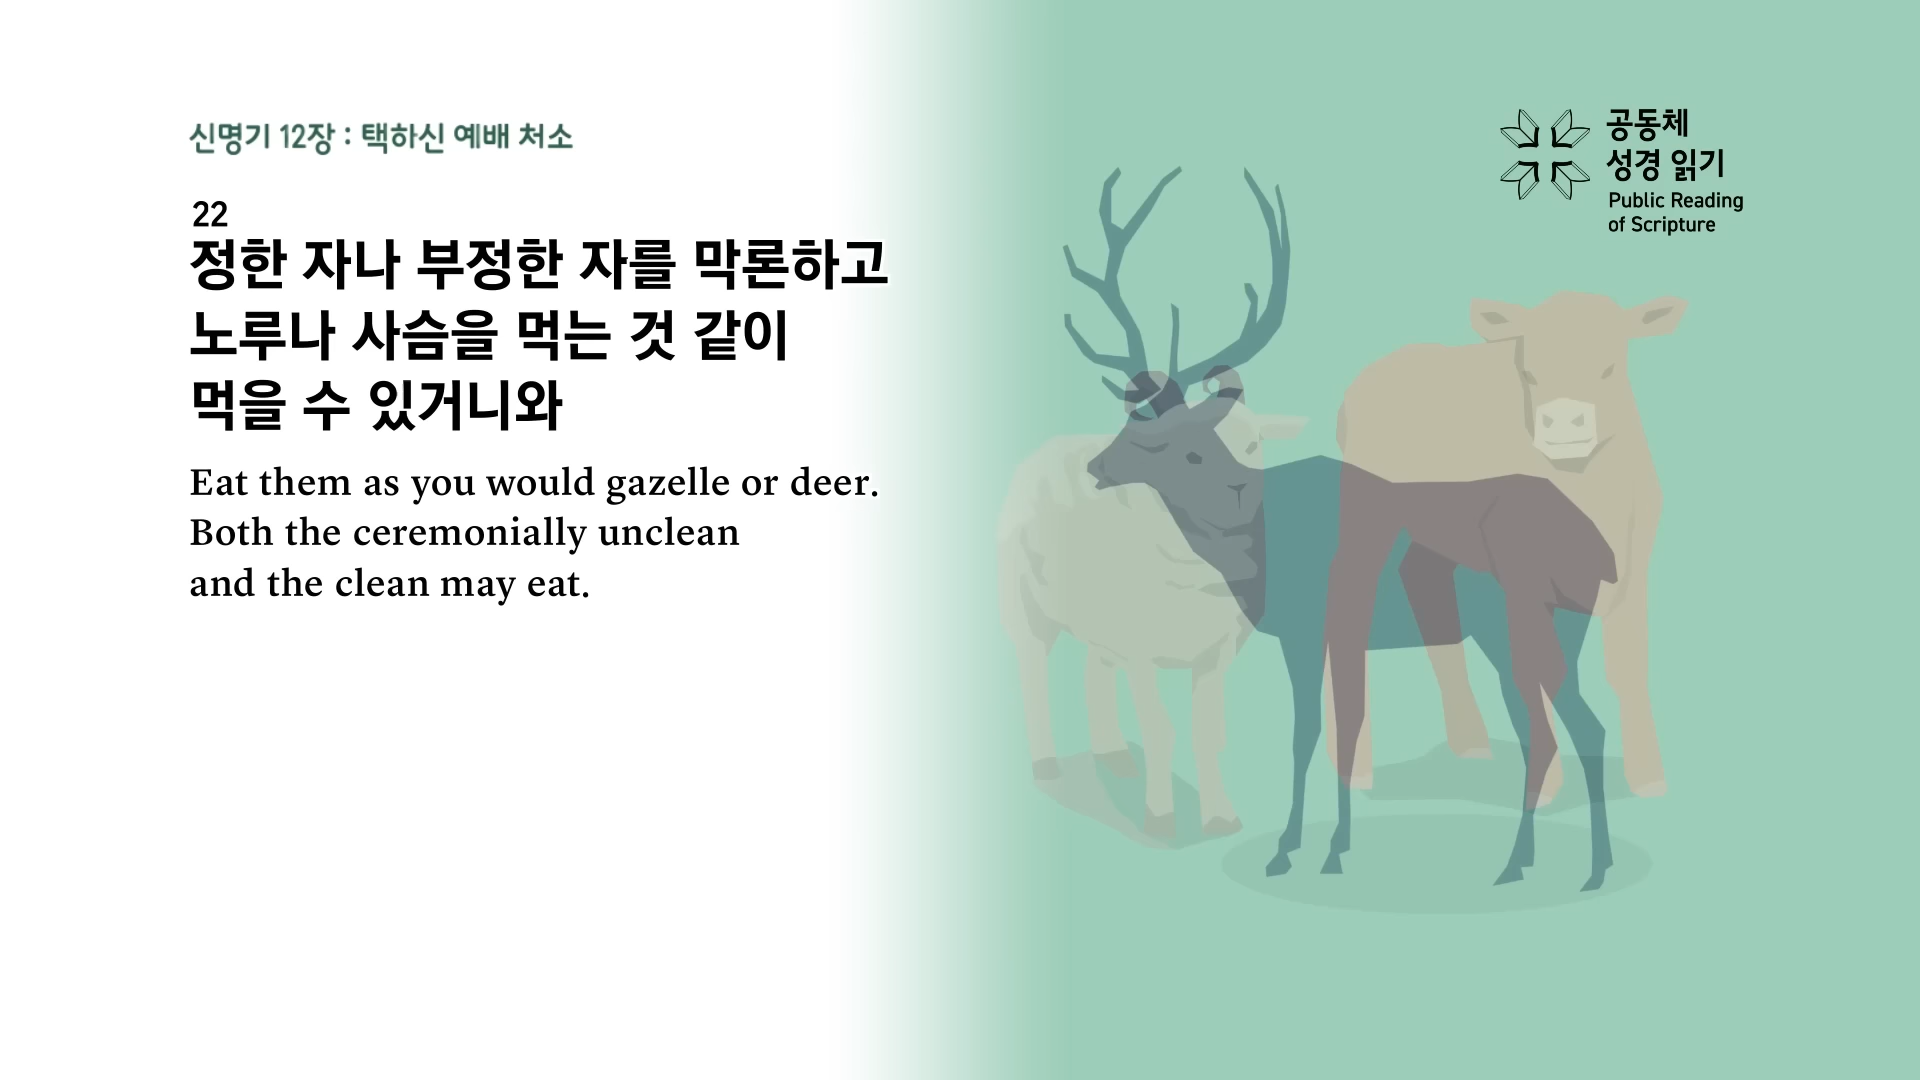 신명기 12장 : 택하신 예배 처소
22
정한 자나 부정한 자를 막론하고
노루나 사슴을 먹는 것 같이
먹을 수 있거니와
Eat them as you would gazelle or deer.
Both the ceremonially unclean
and the clean may eat.
공동체
성경 읽기
Public Reading
of Scripture